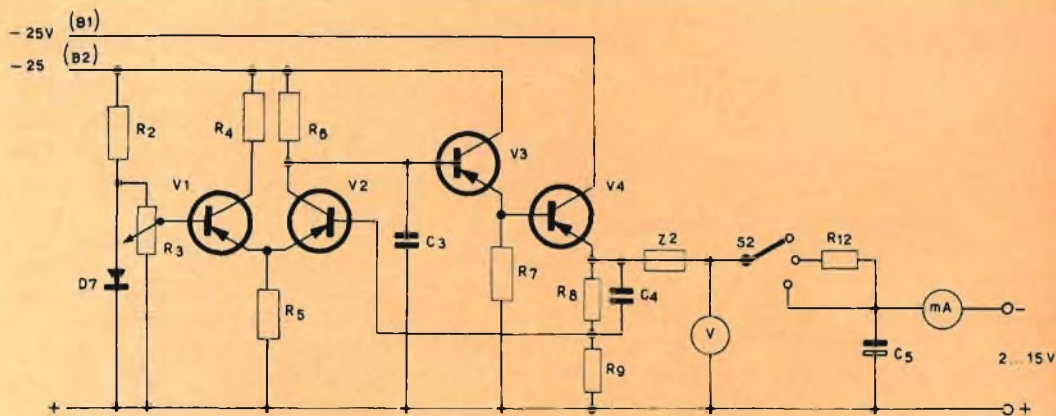 - 25V (B1)
- 25 (B2)
R2
R4
R6
V1
V2
V3
V4
R3
D7
R5
C3
R7
R8
C4
Z2
S2
R12
V
R9
mA
-
C5
2...15V
+
+